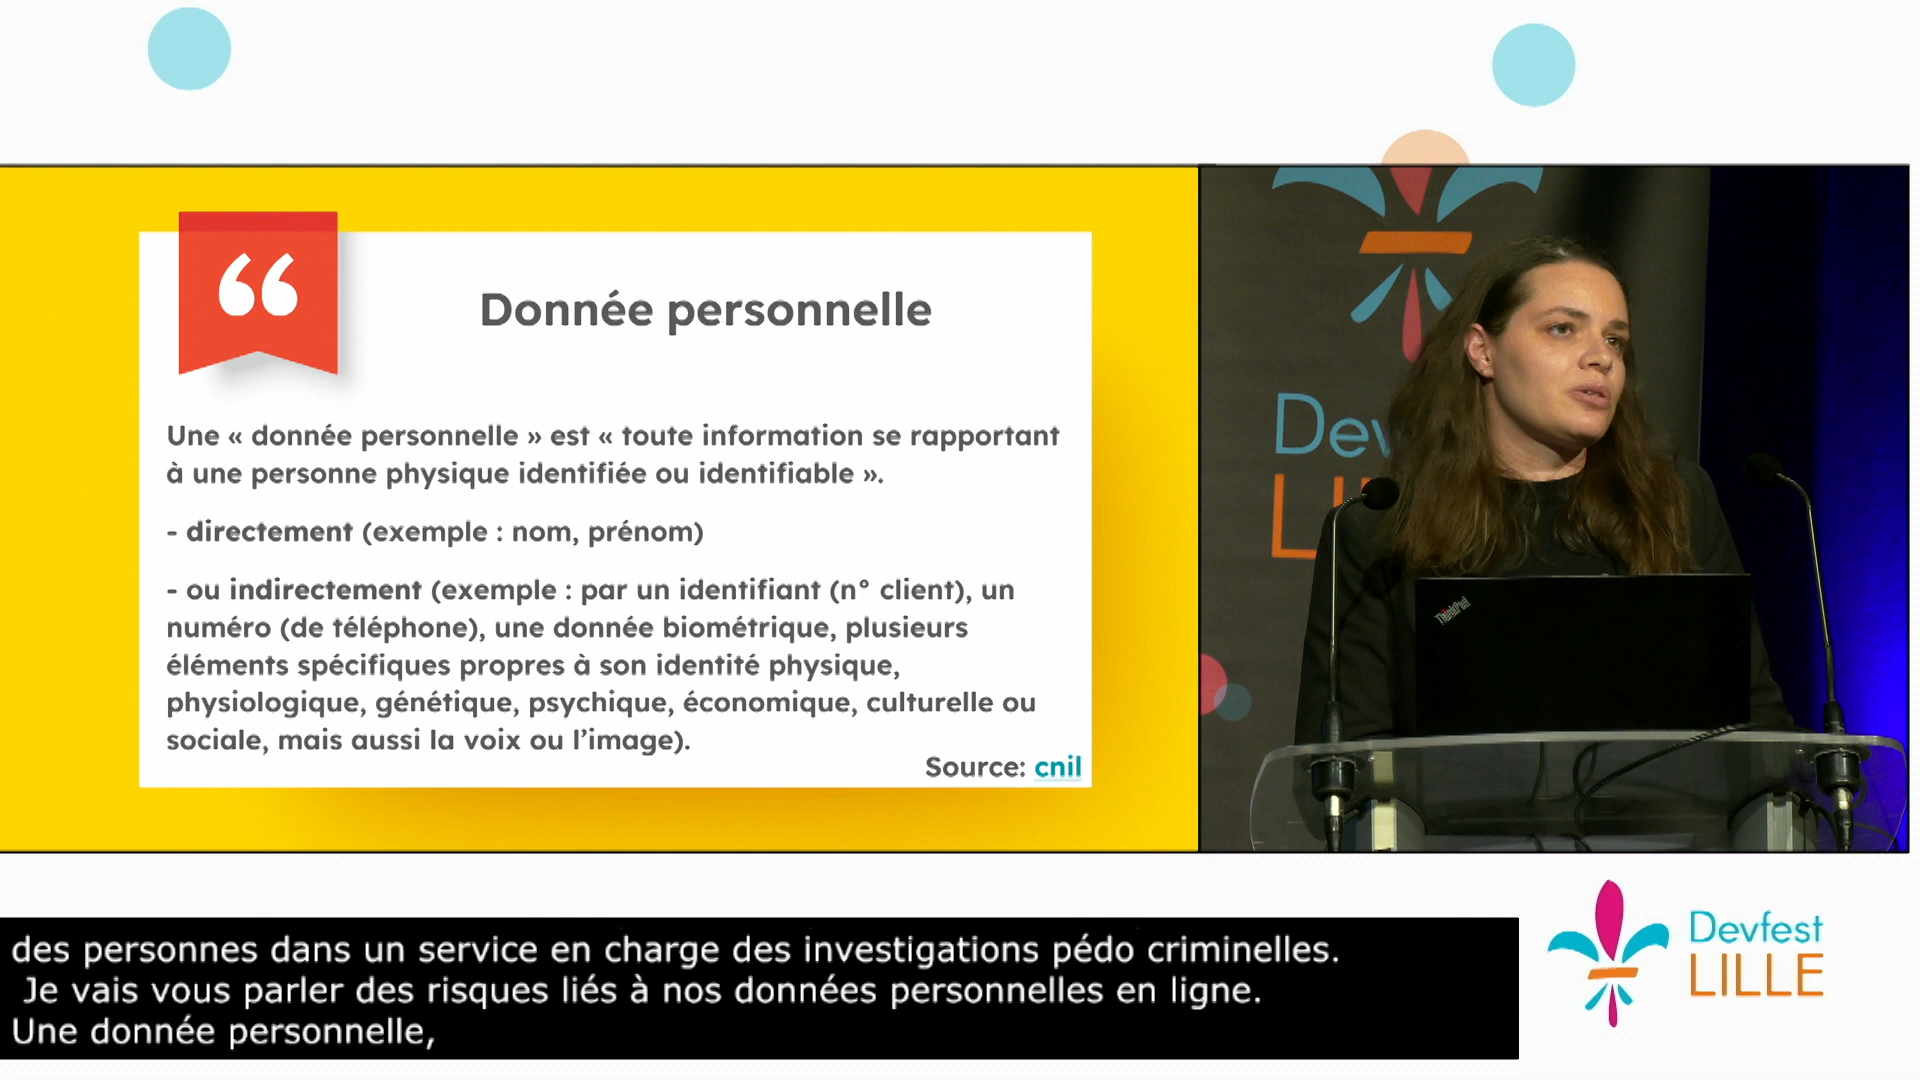 “
Donnée personnelle
Une « donnée personnelle » est « toute information se rapportant
à une personne physique identifiée ou identifiable ».
- directement (exemple : nom, prénom)
- ou indirectement (exemple : par un identifiant (n° client), un
numéro (de téléphone), une donnée biométrique, plusieurs
éléments spécifiques propres à son identité physique,
physiologique, génétique, psychique, économique, culturelle ou
sociale, mais aussi la voix ou l’image).
Source: cnil
Dev
LI
ThinkPad
des personnes dans un service en charge des investigations pédo criminelles.
Je vais vous parler des risques liés à nos données personnelles en ligne.
Une donnée personnelle,
Devfest
LILLE